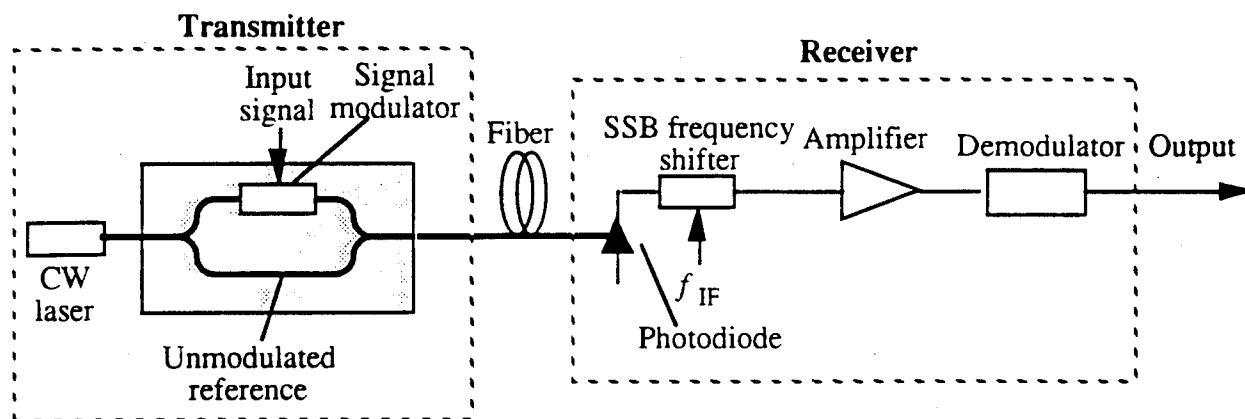 Transmitter
Receiver
Input
signal
Signal
modulator
Fiber
SSB frequency
shifter
Amplifier
Demodulator
Output
CW
laser
f IF
Photodiode
Unmodulated
reference